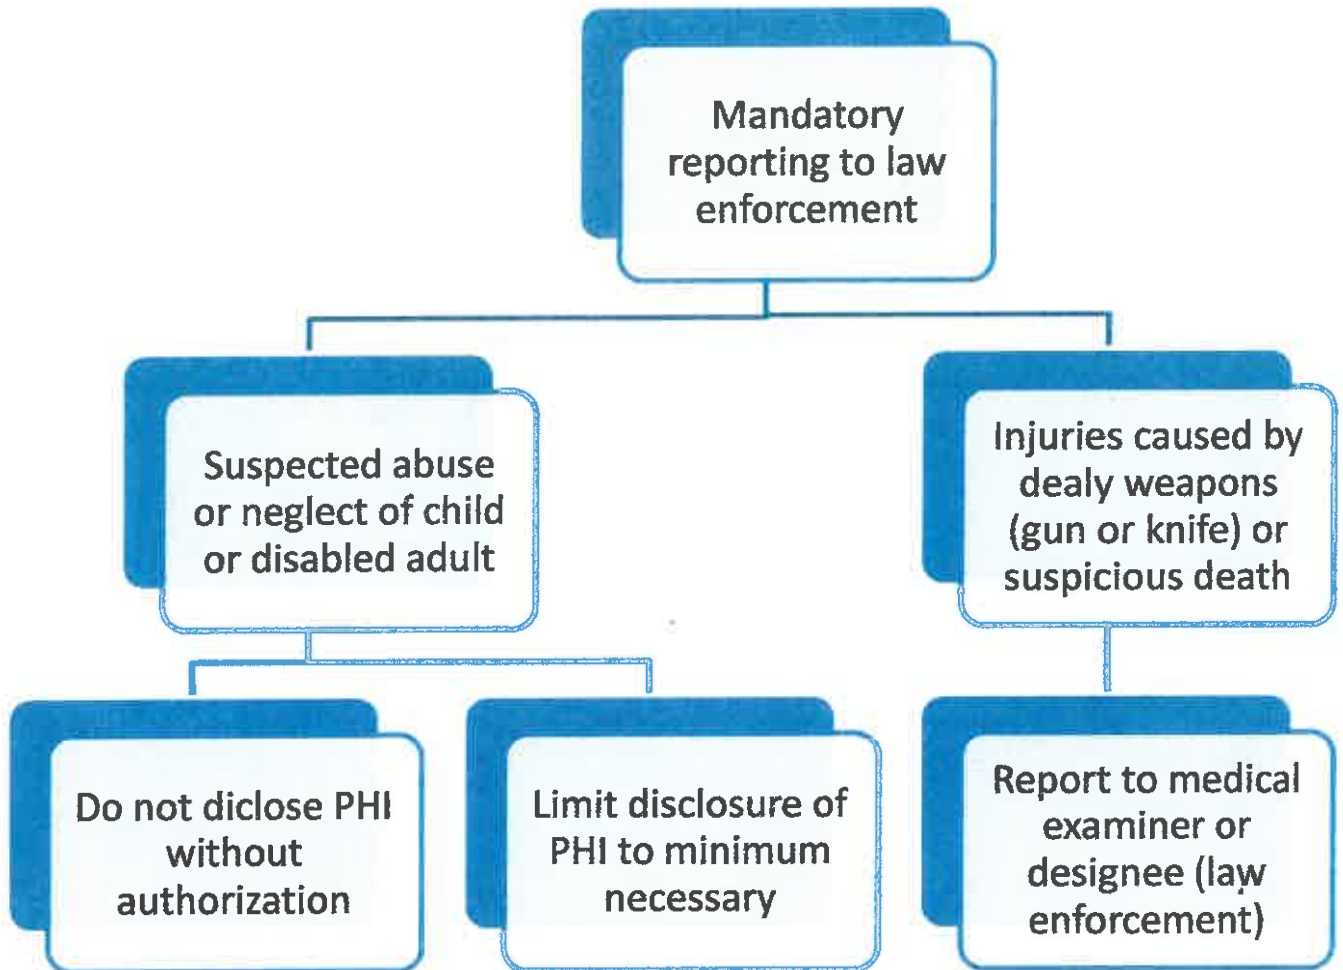 Mandatory
reporting to law
enforcement
Suspected abuse
or neglect of child
or disabled adult
Injuries caused by
dealy weapons
(gun or knife) or
suspicious death
Do not diclose PHI
without
authorization
Limit disclosure of
PHI to minimum
necessary
Report to medical
examiner or
designee (law
enforcement)